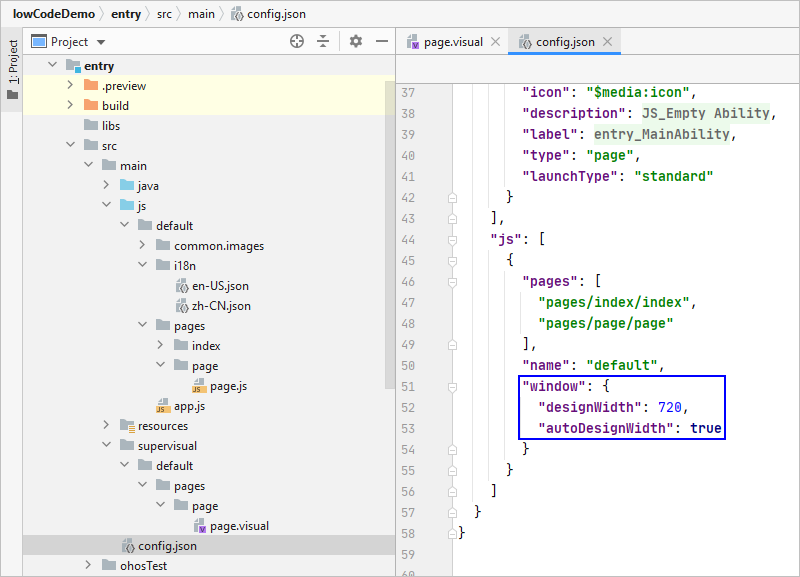 lowCodeDemo entry src main config.json
1: Project
Project
page.visual
config.json
entry
.preview
build
libs
src
main
java
js
default
common.images
i18n
en-US.json
zh-CN.json
pages
index
page
page.js
app.js
resources
supervisual
default
pages
page
page.visual
config.json
ohosTest
37 "icon": "$media:icon",
38 "description": JS_Empty Ability,
39 "label": entry_MainAbility,
40 "type": "page",
41 "launchType": "standard"
42 }
43 ],
44 "js": [
45 {
46 "pages": [
47 "pages/index/index",
48 "pages/page/page"
49 ],
50 "name": "default",
51 "window": {
52 "designWidth": 720,
53 "autoDesignWidth": true
54 }
55 }
56 ]
57 }
58 }
59
60